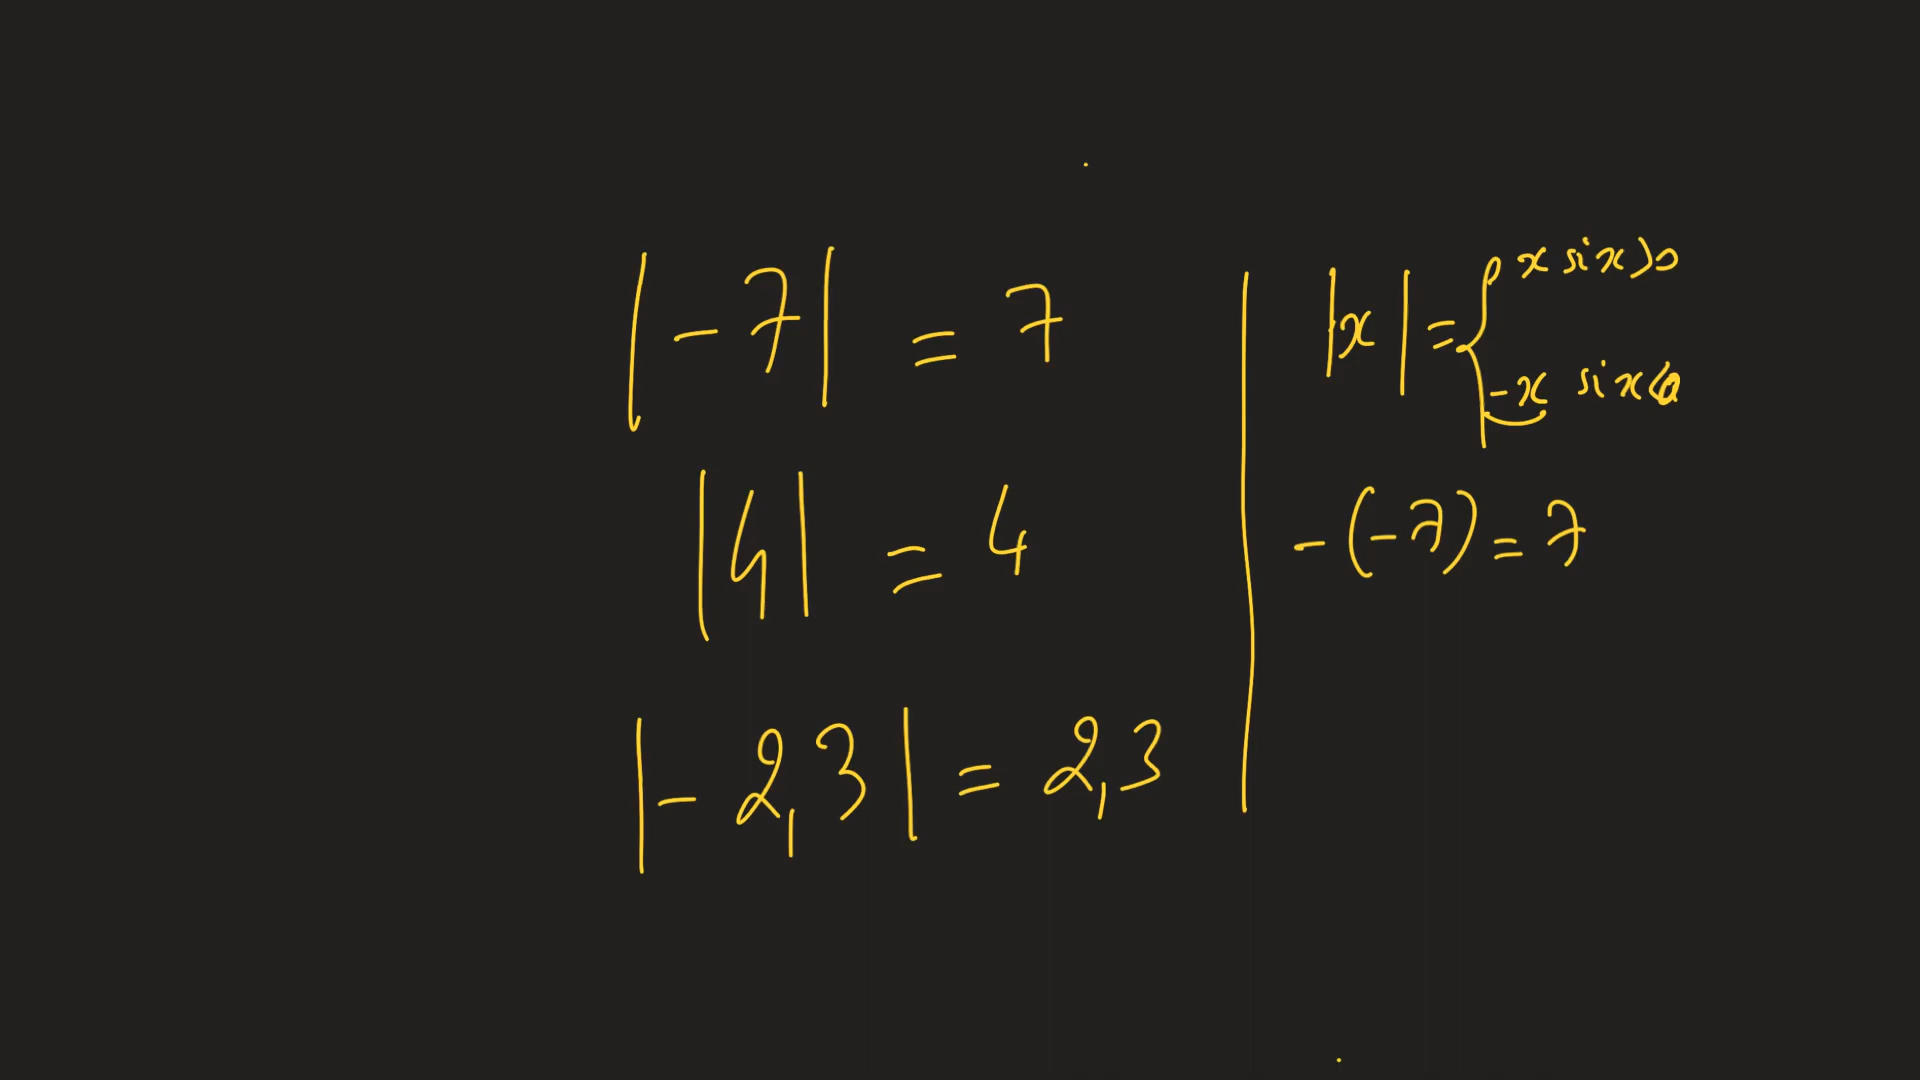 |-7| = 7
|4| = 4
|-2,3| = 2,3
|x| = { x si x > 0
-x si x < 0
-(-7) = 7